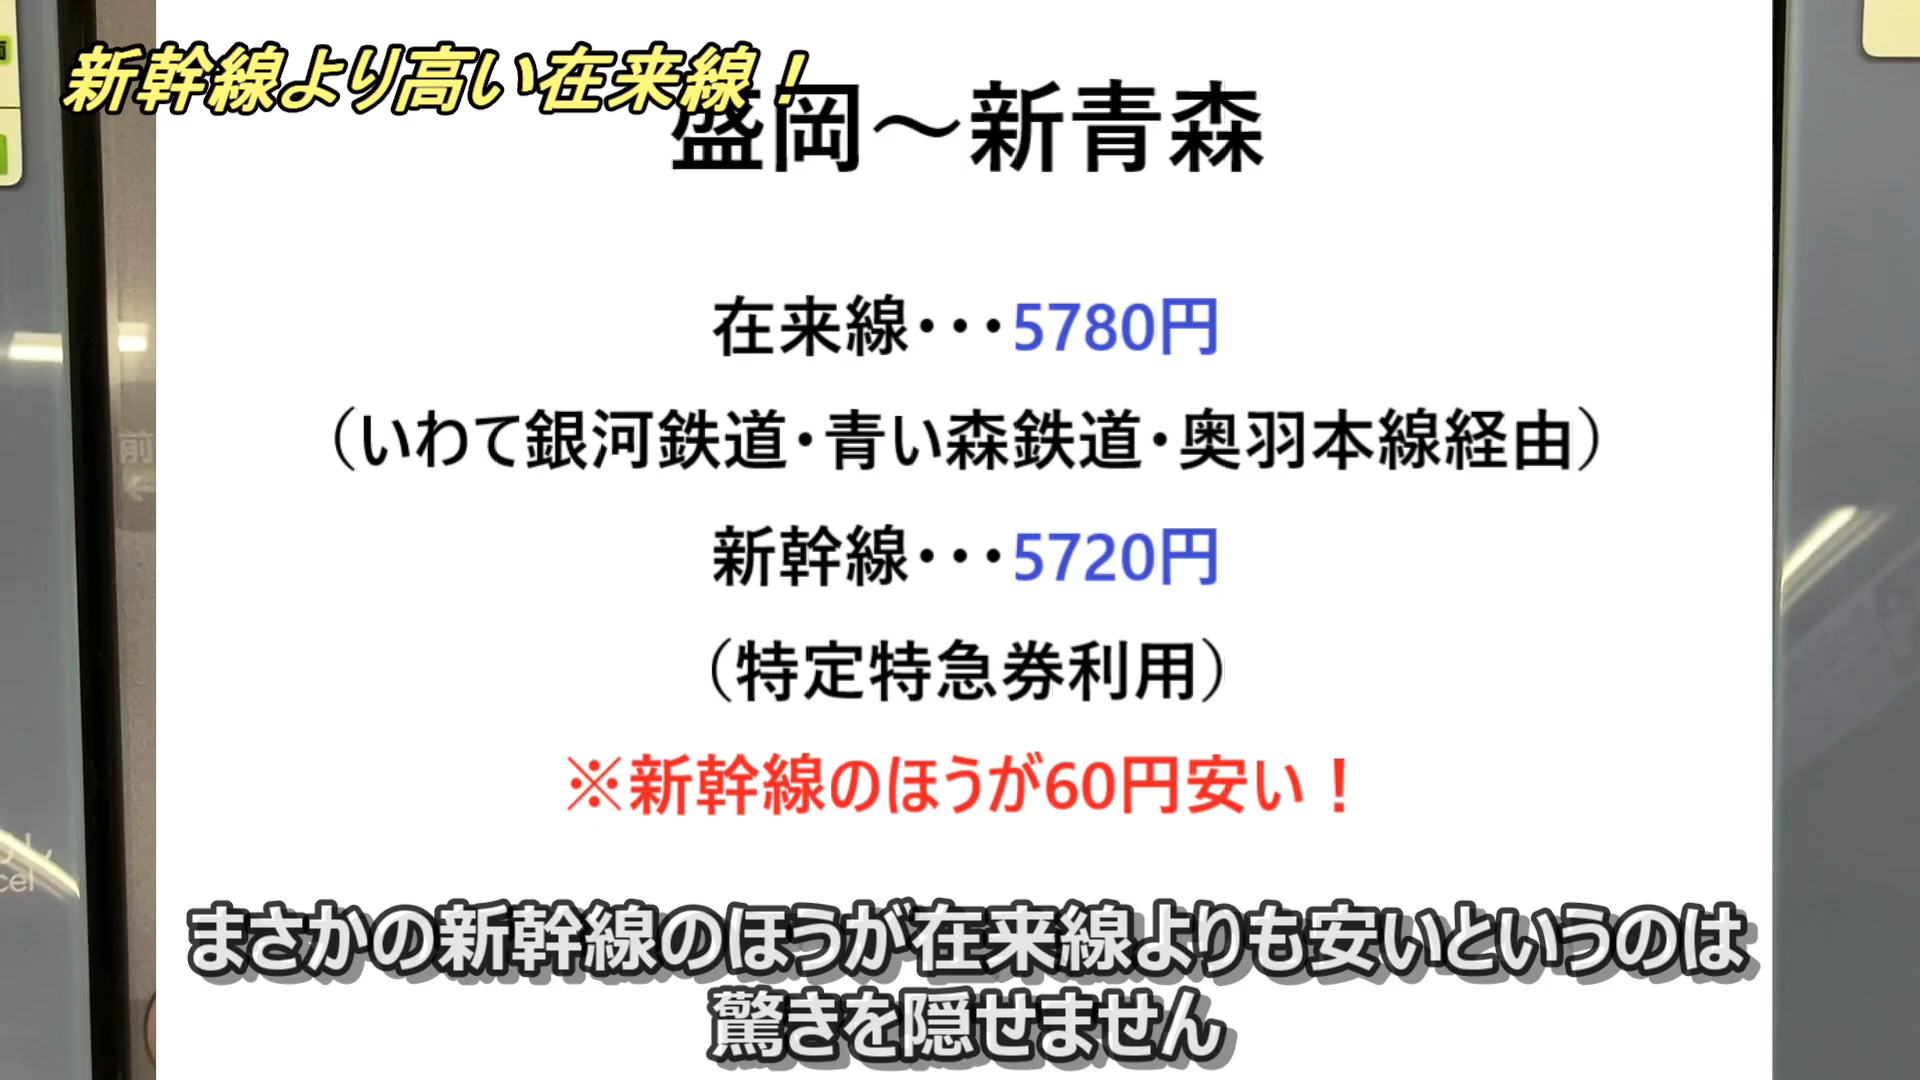 新幹線より高い在来線！
盛岡～新青森
在来線･･･5780円
（いわて銀河鉄道･青い森鉄道･奥羽本線経由）
新幹線･･･5720円
（特定特急券利用）
※新幹線のほうが60円安い！
まさかの新幹線のほうが在来線よりも安いというのは
驚きを隠せません
前
cel